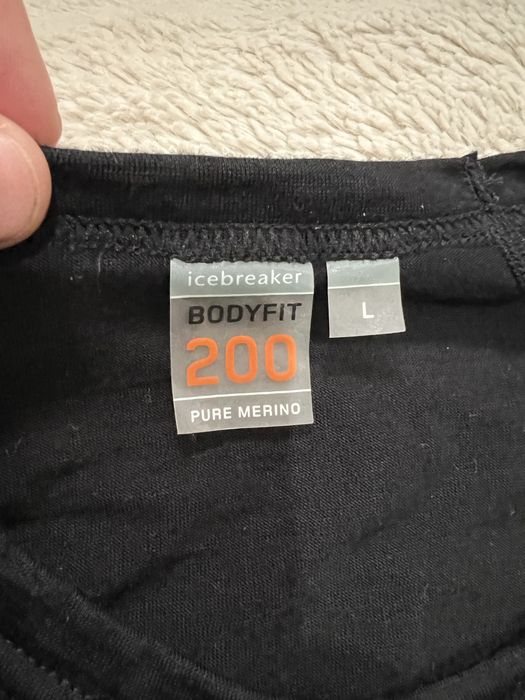 icebreaker
BODYFIT
200
PURE MERINO
L